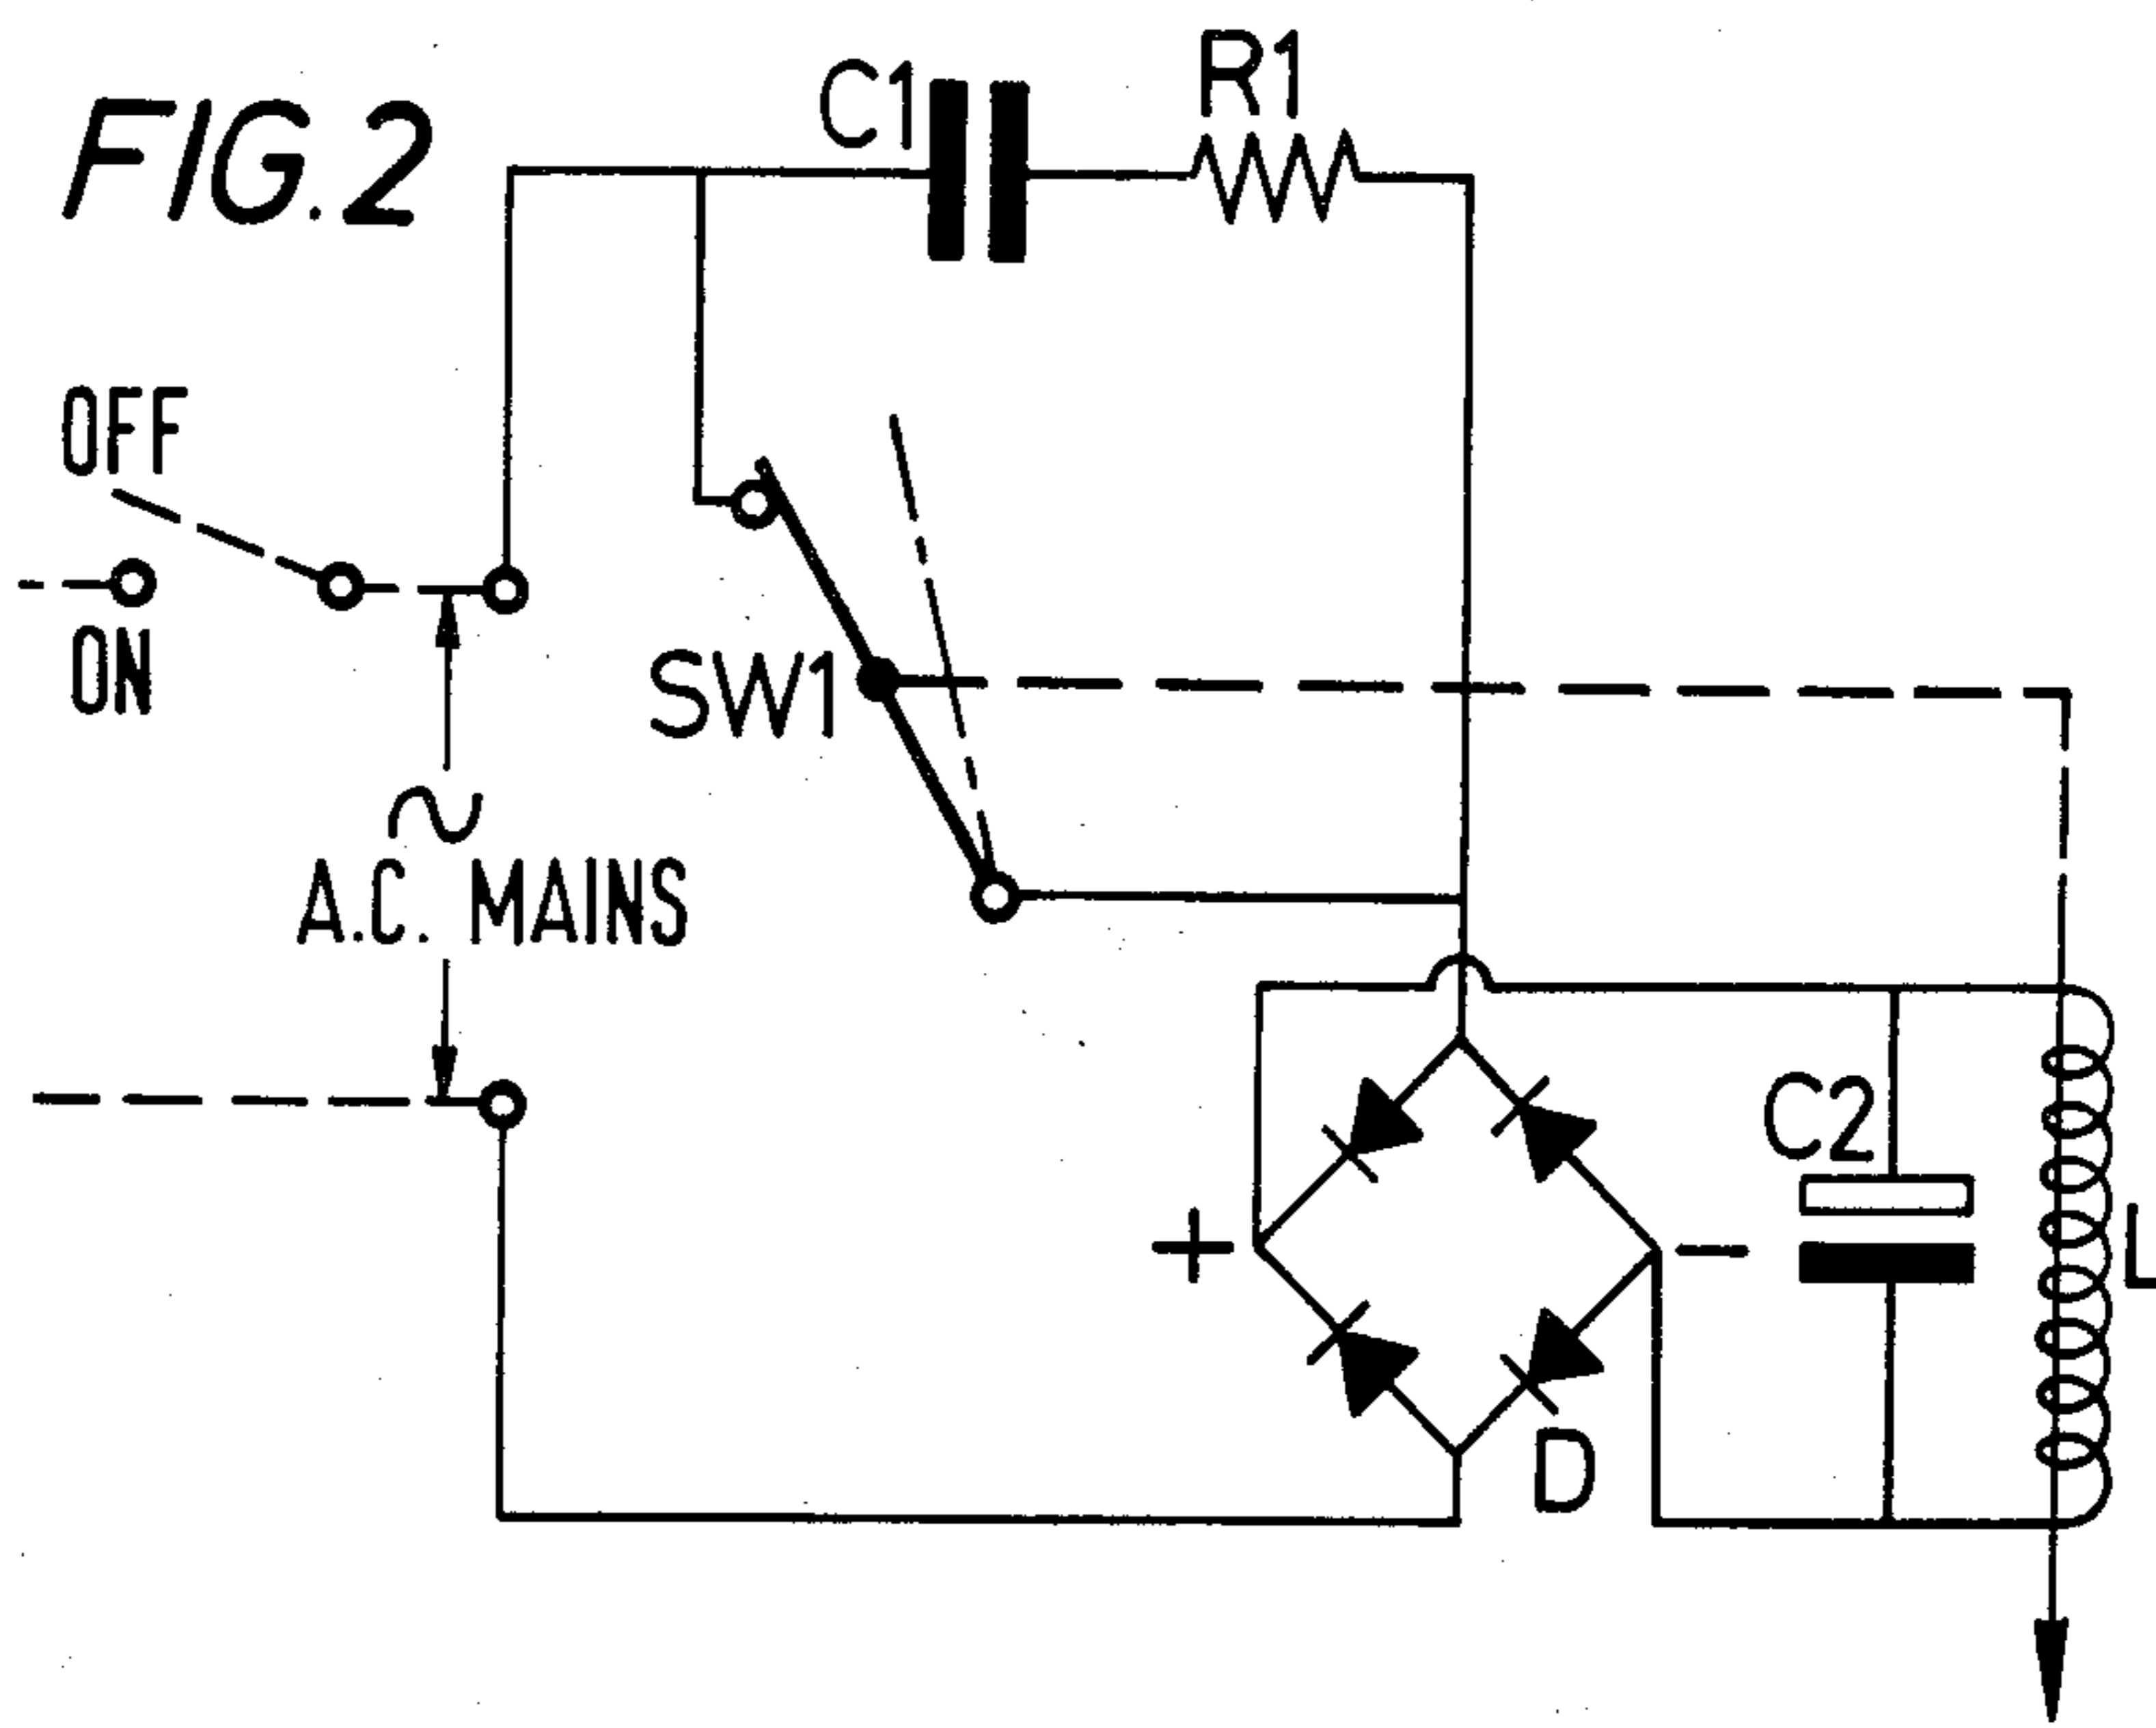 FIG.2
C1
R1
OFF
ON
SW1
∼
A.C. MAINS
C2
+
−
L
D